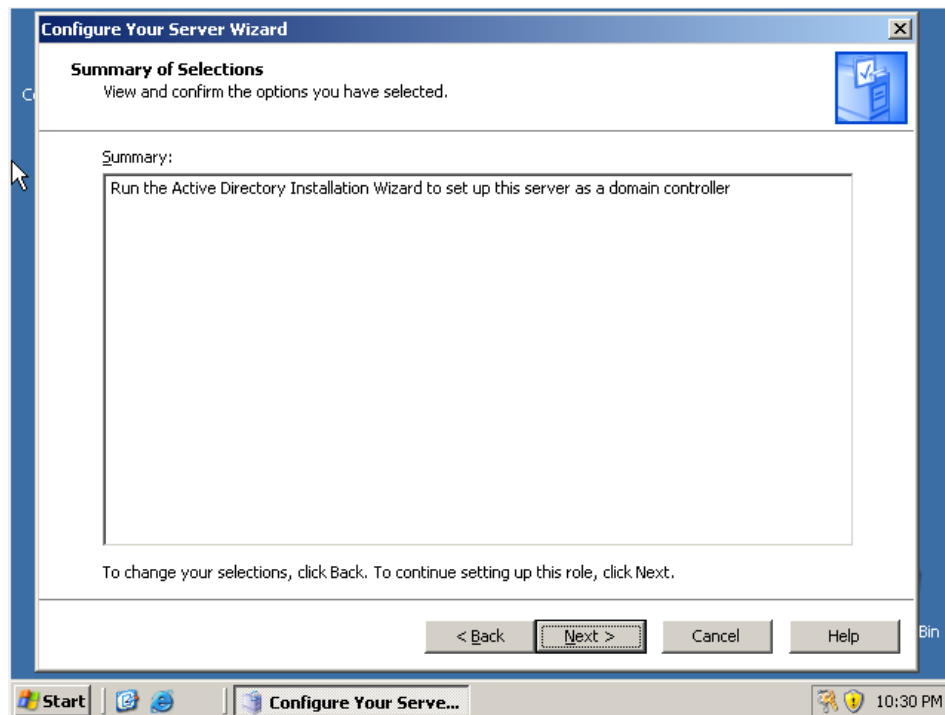 Configure Your Server Wizard
Summary of Selections
View and confirm the options you have selected.
Summary:
Run the Active Directory Installation Wizard to set up this server as a domain controller
To change your selections, click Back. To continue setting up this role, click Next.
< Back Next > Cancel Help
Bin
Start Configure Your Serve... 10:30 PM